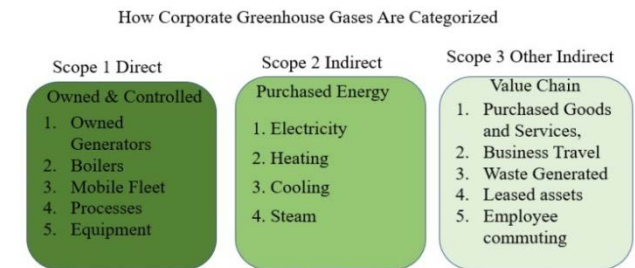 How Corporate Greenhouse Gases Are Categorized
Scope 1 Direct
Owned & Controlled
1. Owned
Generators
2. Boilers
3. Mobile Fleet
4. Processes
5. Equipment
Scope 2 Indirect
Purchased Energy
1. Electricity
2. Heating
3. Cooling
4. Steam
Scope 3 Other Indirect
Value Chain
1. Purchased Goods
and Services,
2. Business Travel
3. Waste Generated
4. Leased assets
5. Employee
commuting